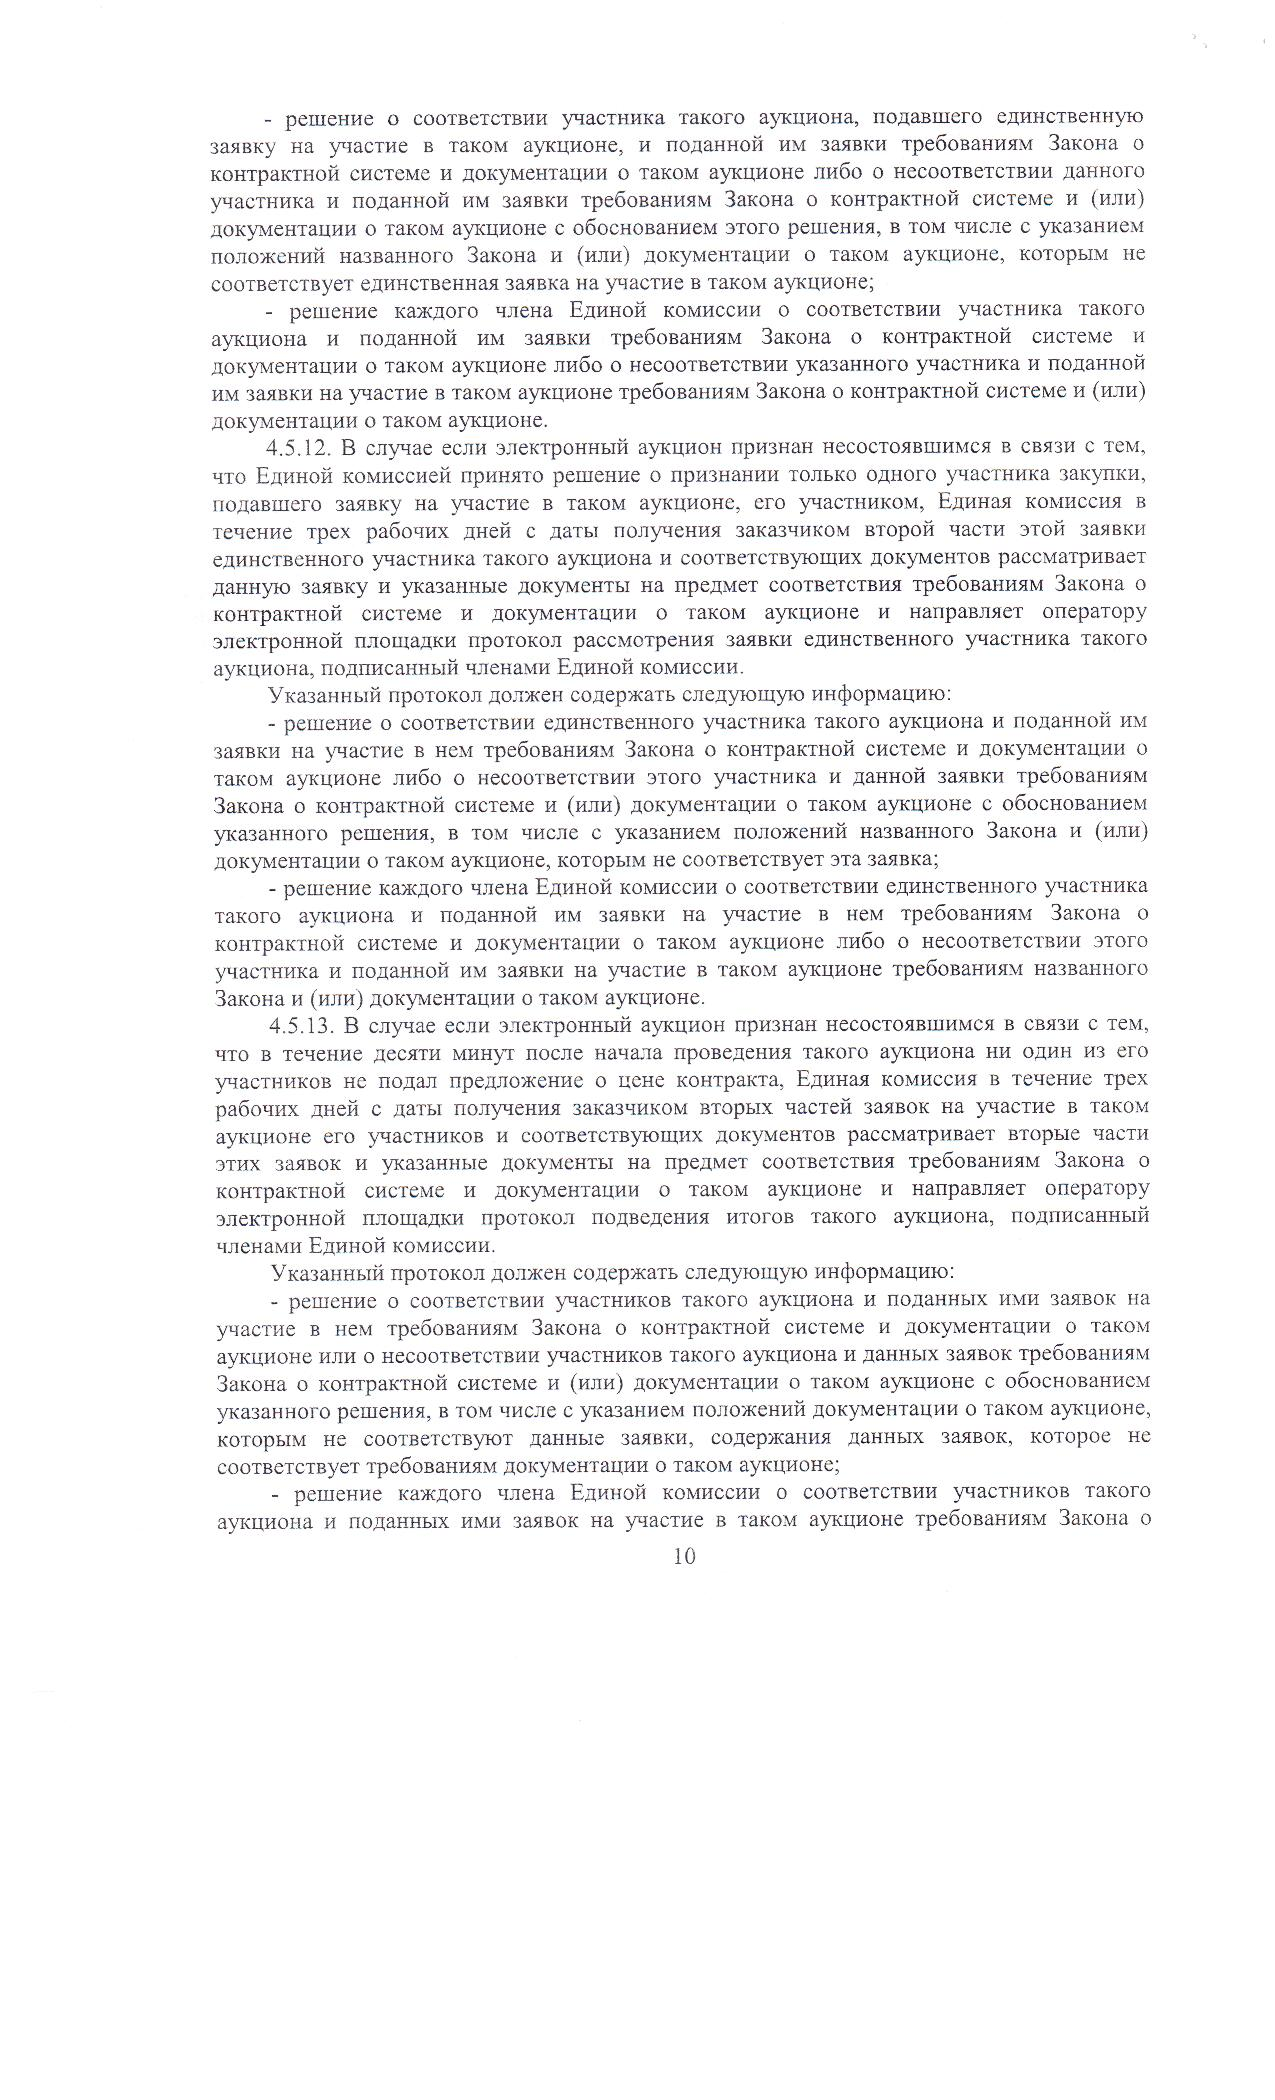 - решение о соответствии участника такого аукциона, подавшего единственную
заявку на участие в таком аукционе, и поданной им заявки требованиям Закона о
контрактной системе и документации о таком аукционе либо о несоответствии данного
участника и поданной им заявки требованиям Закона о контрактной системе и (или)
документации о таком аукционе с обоснованием этого решения, в том числе с указанием
положений названного Закона и (или) документации о таком аукционе, которым не
соответствует единственная заявка на участие в таком аукционе;
- решение каждого члена Единой комиссии о соответствии участника такого
аукциона и поданной им заявки требованиям Закона о контрактной системе и
документации о таком аукционе либо о несоответствии указанного участника и поданной
им заявки на участие в таком аукционе требованиям Закона о контрактной системе и (или)
документации о таком аукционе.
4.5.12. В случае если электронный аукцион признан несостоявшимся в связи с тем,
что Единой комиссией принято решение о признании только одного участника закупки,
подавшего заявку на участие в таком аукционе, его участником, Единая комиссия в
течение трех рабочих дней с даты получения заказчиком второй части этой заявки
единственного участника такого аукциона и соответствующих документов рассматривает
данную заявку и указанные документы на предмет соответствия требованиям Закона о
контрактной системе и документации о таком аукционе и направляет оператору
электронной площадки протокол рассмотрения заявки единственного участника такого
аукциона, подписанный членами Единой комиссии.
Указанный протокол должен содержать следующую информацию:
- решение о соответствии единственного участника такого аукциона и поданной им
заявки на участие в нем требованиям Закона о контрактной системе и документации о
таком аукционе либо о несоответствии этого участника и данной заявки требованиям
Закона о контрактной системе и (или) документации о таком аукционе с обоснованием
указанного решения, в том числе с указанием положений названного Закона и (или)
документации о таком аукционе, которым не соответствует эта заявка;
- решение каждого члена Единой комиссии о соответствии единственного участника
такого аукциона и поданной им заявки на участие в нем требованиям Закона о
контрактной системе и документации о таком аукционе либо о несоответствии этого
участника и поданной им заявки на участие в таком аукционе требованиям названного
Закона и (или) документации о таком аукционе.
4.5.13. В случае если электронный аукцион признан несостоявшимся в связи с тем,
что в течение десяти минут после начала проведения такого аукциона ни один из его
участников не подал предложение о цене контракта, Единая комиссия в течение трех
рабочих дней с даты получения заказчиком вторых частей заявок на участие в таком
аукционе его участников и соответствующих документов рассматривает вторые части
этих заявок и указанные документы на предмет соответствия требованиям Закона о
контрактной системе и документации о таком аукционе и направляет оператору
электронной площадки протокол подведения итогов такого аукциона, подписанный
членами Единой комиссии.
Указанный протокол должен содержать следующую информацию:
- решение о соответствии участников такого аукциона и поданных ими заявок на
участие в нем требованиям Закона о контрактной системе и документации о таком
аукционе или о несоответствии участников такого аукциона и данных заявок требованиям
Закона о контрактной системе и (или) документации о таком аукционе с обоснованием
указанного решения, в том числе с указанием положений документации о таком аукционе,
которым не соответствуют данные заявки, содержания данных заявок, которое не
соответствует требованиям документации о таком аукционе;
- решение каждого члена Единой комиссии о соответствии участников такого
аукциона и поданных ими заявок на участие в таком аукционе требованиям Закона о
10